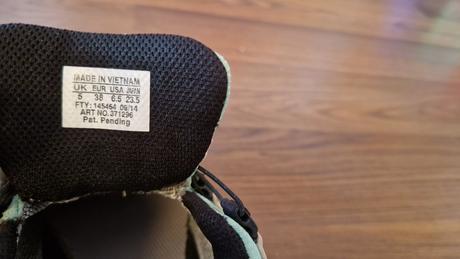 MADE IN VIETNAM
UK EUR USA JMRN
5 38 6.5 23.5
FTY: 145464 09/14
ART NO. 371296
Pat. Pending